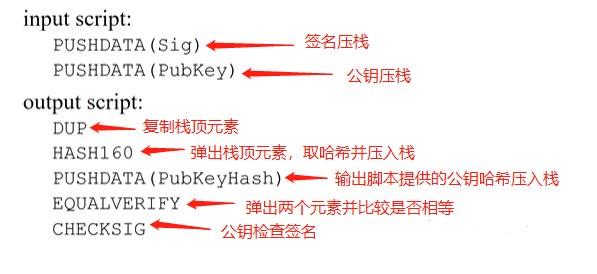 input script:
PUSHDATA(Sig) 签名压栈
PUSHDATA(PubKey) 公钥压栈
output script:
DUP 复制栈顶元素
HASH160 弹出栈顶元素，取哈希并压入栈
PUSHDATA(PubKeyHash) 输出脚本提供的公钥哈希压入栈
EQUALVERIFY 弹出两个元素并比较是否相等
CHECKSIG 公钥检查签名